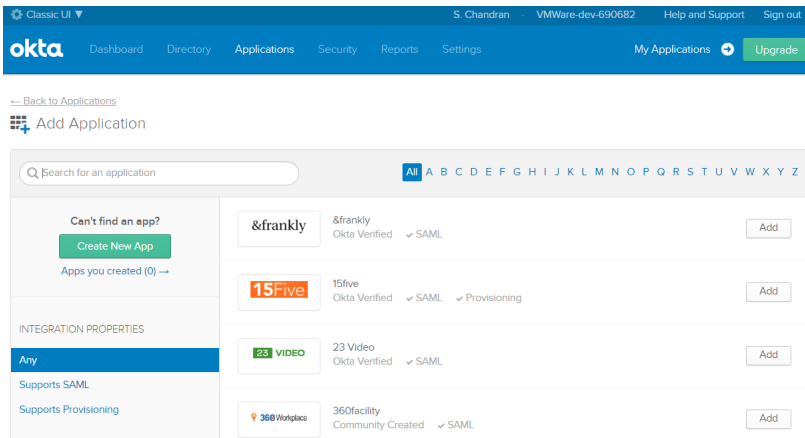 Classic UI ▼ S. Chandran · VMWare-dev-690682 Help and Support Sign out
okta Dashboard Directory Applications Security Reports Settings My Applications Upgrade
← Back to Applications
Add Application
Search for an application
All A B C D E F G H I J K L M N O P Q R S T U V W X Y Z
Can't find an app?
Create New App
Apps you created (0) →
INTEGRATION PROPERTIES
Any
Supports SAML
Supports Provisioning
&frankly &frankly
Okta Verified ✓ SAML
Add
15Five 15five
Okta Verified ✓ SAML ✓ Provisioning
Add
23 VIDEO 23 Video
Okta Verified ✓ SAML
Add
360 Workplace 360facility
Community Created ✓ SAML
Add